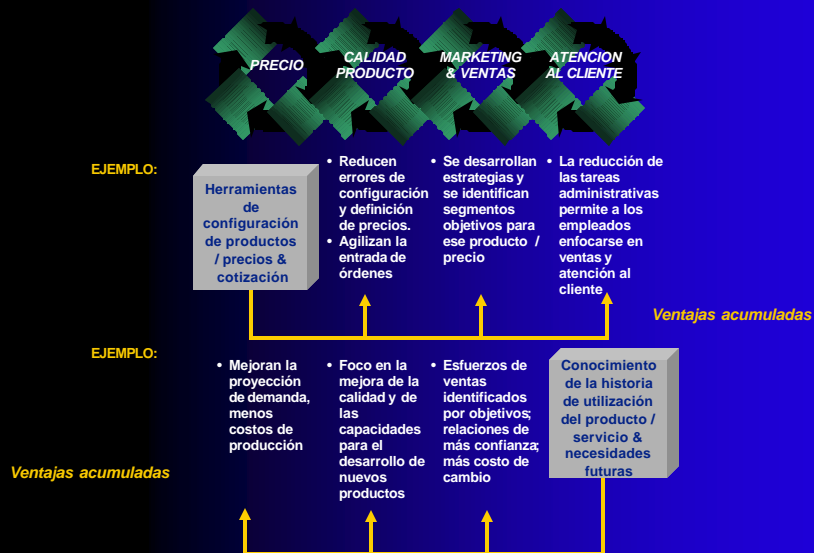 PRECIO
CALIDAD
PRODUCTO
MARKETING
& VENTAS
ATENCION
AL CLIENTE
EJEMPLO:
Herramientas
de
configuración
de productos
/ precios &
cotización
• Reducen
errores de
configuración
y definición
de precios.
• Agilizan la
entrada de
órdenes
• Se desarrollan
estrategias y
se identifican
segmentos
objetivos para
ese producto /
precio
• La reducción de
las tareas
administrativas
permite a los
empleados
enfocarse en
ventas y
atención al
cliente
Ventajas acumuladas
EJEMPLO:
• Mejoran la
proyección
de demanda,
menos
costos de
producción
• Foco en la
mejora de la
calidad y de
las
capacidades
para el
desarrollo de
nuevos
productos
• Esfuerzos de
ventas
identificados
por objetivos;
relaciones de
más confianza;
más costo de
cambio
Conocimiento
de la historia
de utilización
del producto /
servicio &
necesidades
futuras
Ventajas acumuladas